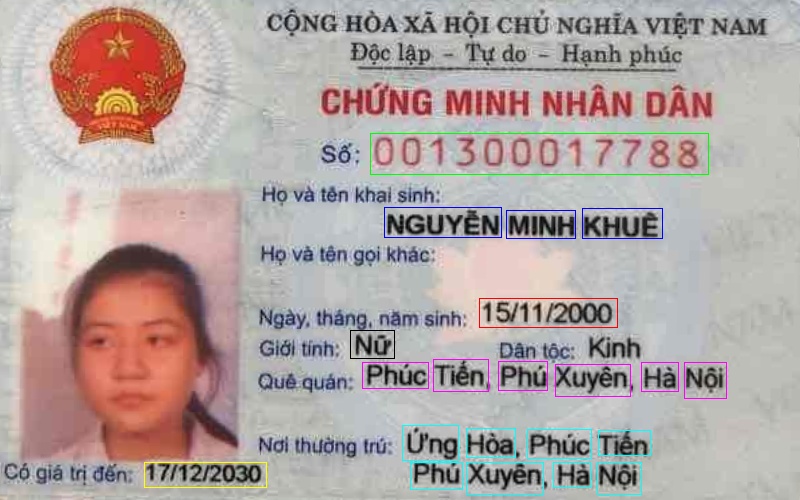 CỘNG HÒA XÃ HỘI CHỦ NGHĨA VIỆT NAM
Độc lập - Tự do - Hạnh phúc
CHỨNG MINH NHÂN DÂN
Số: 001300017788
Họ và tên khai sinh:
NGUYỄN MINH KHUÊ
Họ và tên gọi khác:
Ngày, tháng, năm sinh: 15/11/2000
Giới tính: Nữ Dân tộc: Kinh
Quê quán: Phúc Tiến, Phú Xuyên, Hà Nội
Nơi thường trú: Ứng Hòa, Phúc Tiến
Phú Xuyên, Hà Nội
Có giá trị đến: 17/12/2030
VIỆT NAM